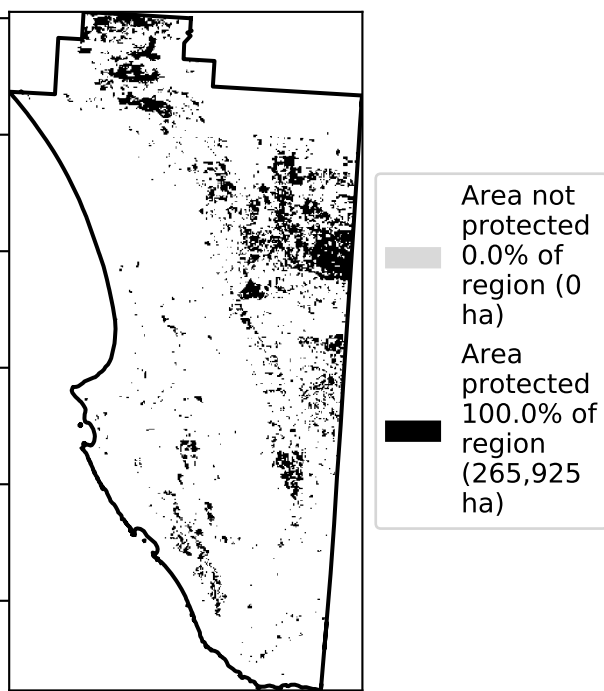 Area not
protected
0.0% of
region (0
ha)
Area
protected
100.0% of
region
(265,925
ha)